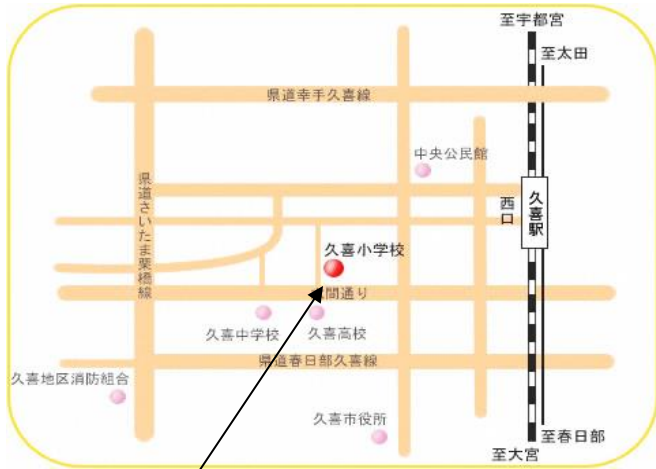 至宇都宮
至太田
県道幸手久喜線
中央公民館
県道さいたま栗橋線
西口
久喜駅
久喜小学校
間通り
久喜中学校
久喜高校
県道春日部久喜線
久喜地区消防組合
久喜市役所
至春日部
至大宮